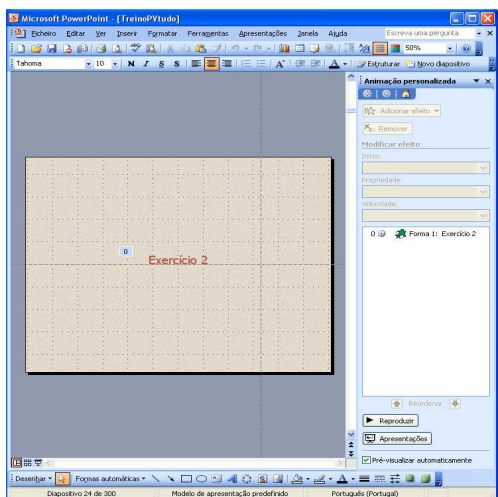 Microsoft PowerPoint - [TreinoPVtudo]
Ficheiro Editar Ver Inserir Formatar Ferramentas Apresentações Janela Ajuda Escreva uma pergunta
50%
Tahoma 10 N I S S Estruturar Novo diapositivo
Animação personalizada
Adicionar efeito
Remover
Modificar efeito
Início:
Propriedade:
Velocidade:
0 Forma 1: Exercício 2
0
Exercício 2
Reordenar
Reproduzir
Apresentações
Pré-visualizar automaticamente
Desenhar Formas automáticas
Diapositivo 24 de 300 Modelo de apresentação predefinido Português (Portugal)